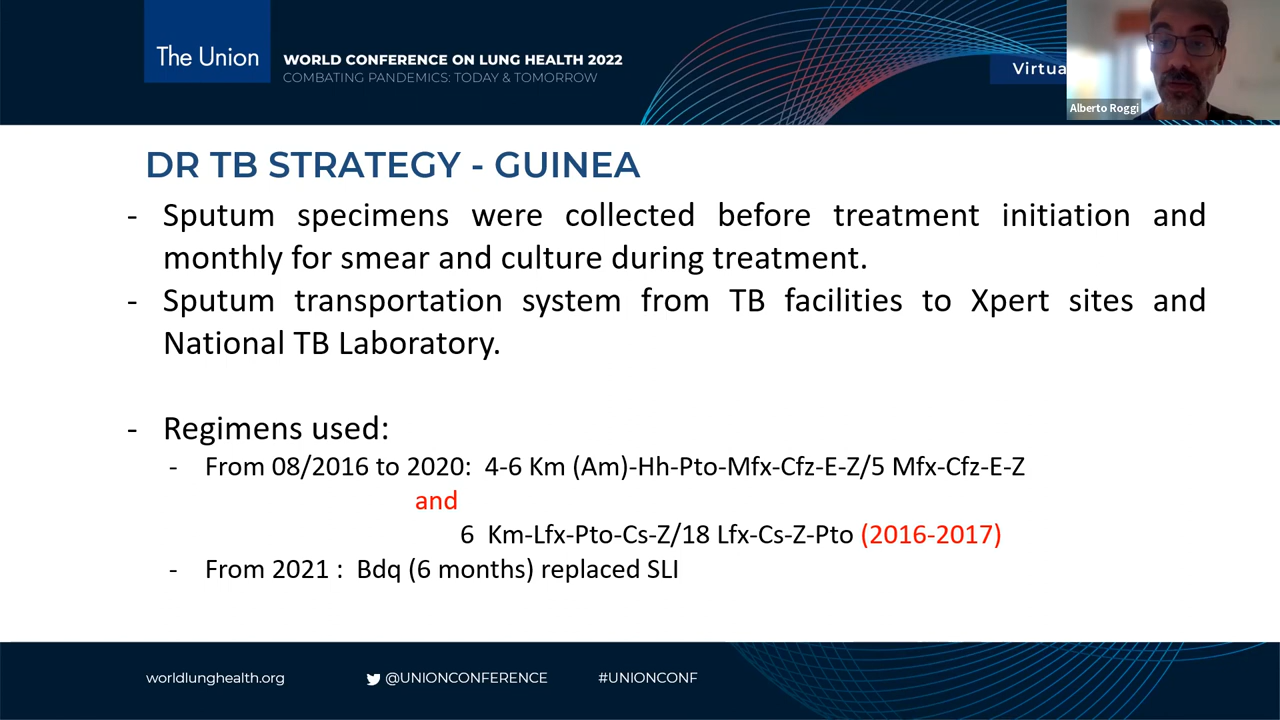 The Union
WORLD CONFERENCE ON LUNG HEALTH 2022
COMBATING PANDEMICS: TODAY & TOMORROW
Virtua
Alberto Roggi
DR TB STRATEGY - GUINEA
- Sputum specimens were collected before treatment initiation and
monthly for smear and culture during treatment.
- Sputum transportation system from TB facilities to Xpert sites and
National TB Laboratory.
- Regimens used:
- From 08/2016 to 2020: 4-6 Km (Am)-Hh-Pto-Mfx-Cfz-E-Z/5 Mfx-Cfz-E-Z
and
6 Km-Lfx-Pto-Cs-Z/18 Lfx-Cs-Z-Pto (2016-2017)
- From 2021 : Bdq (6 months) replaced SLI
worldlunghealth.org
@UNIONCONFERENCE
#UNIONCONF